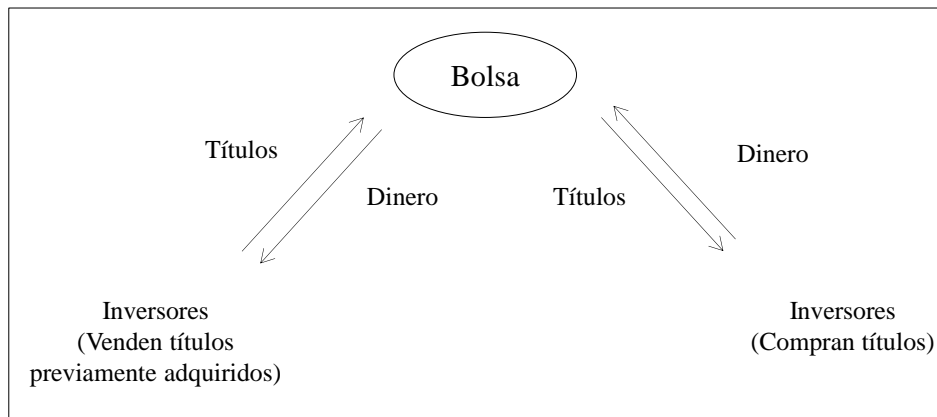 Bolsa
Títulos
Dinero
Dinero
Títulos
Inversores
(Venden títulos
previamente adquiridos)
Inversores
(Compran títulos)